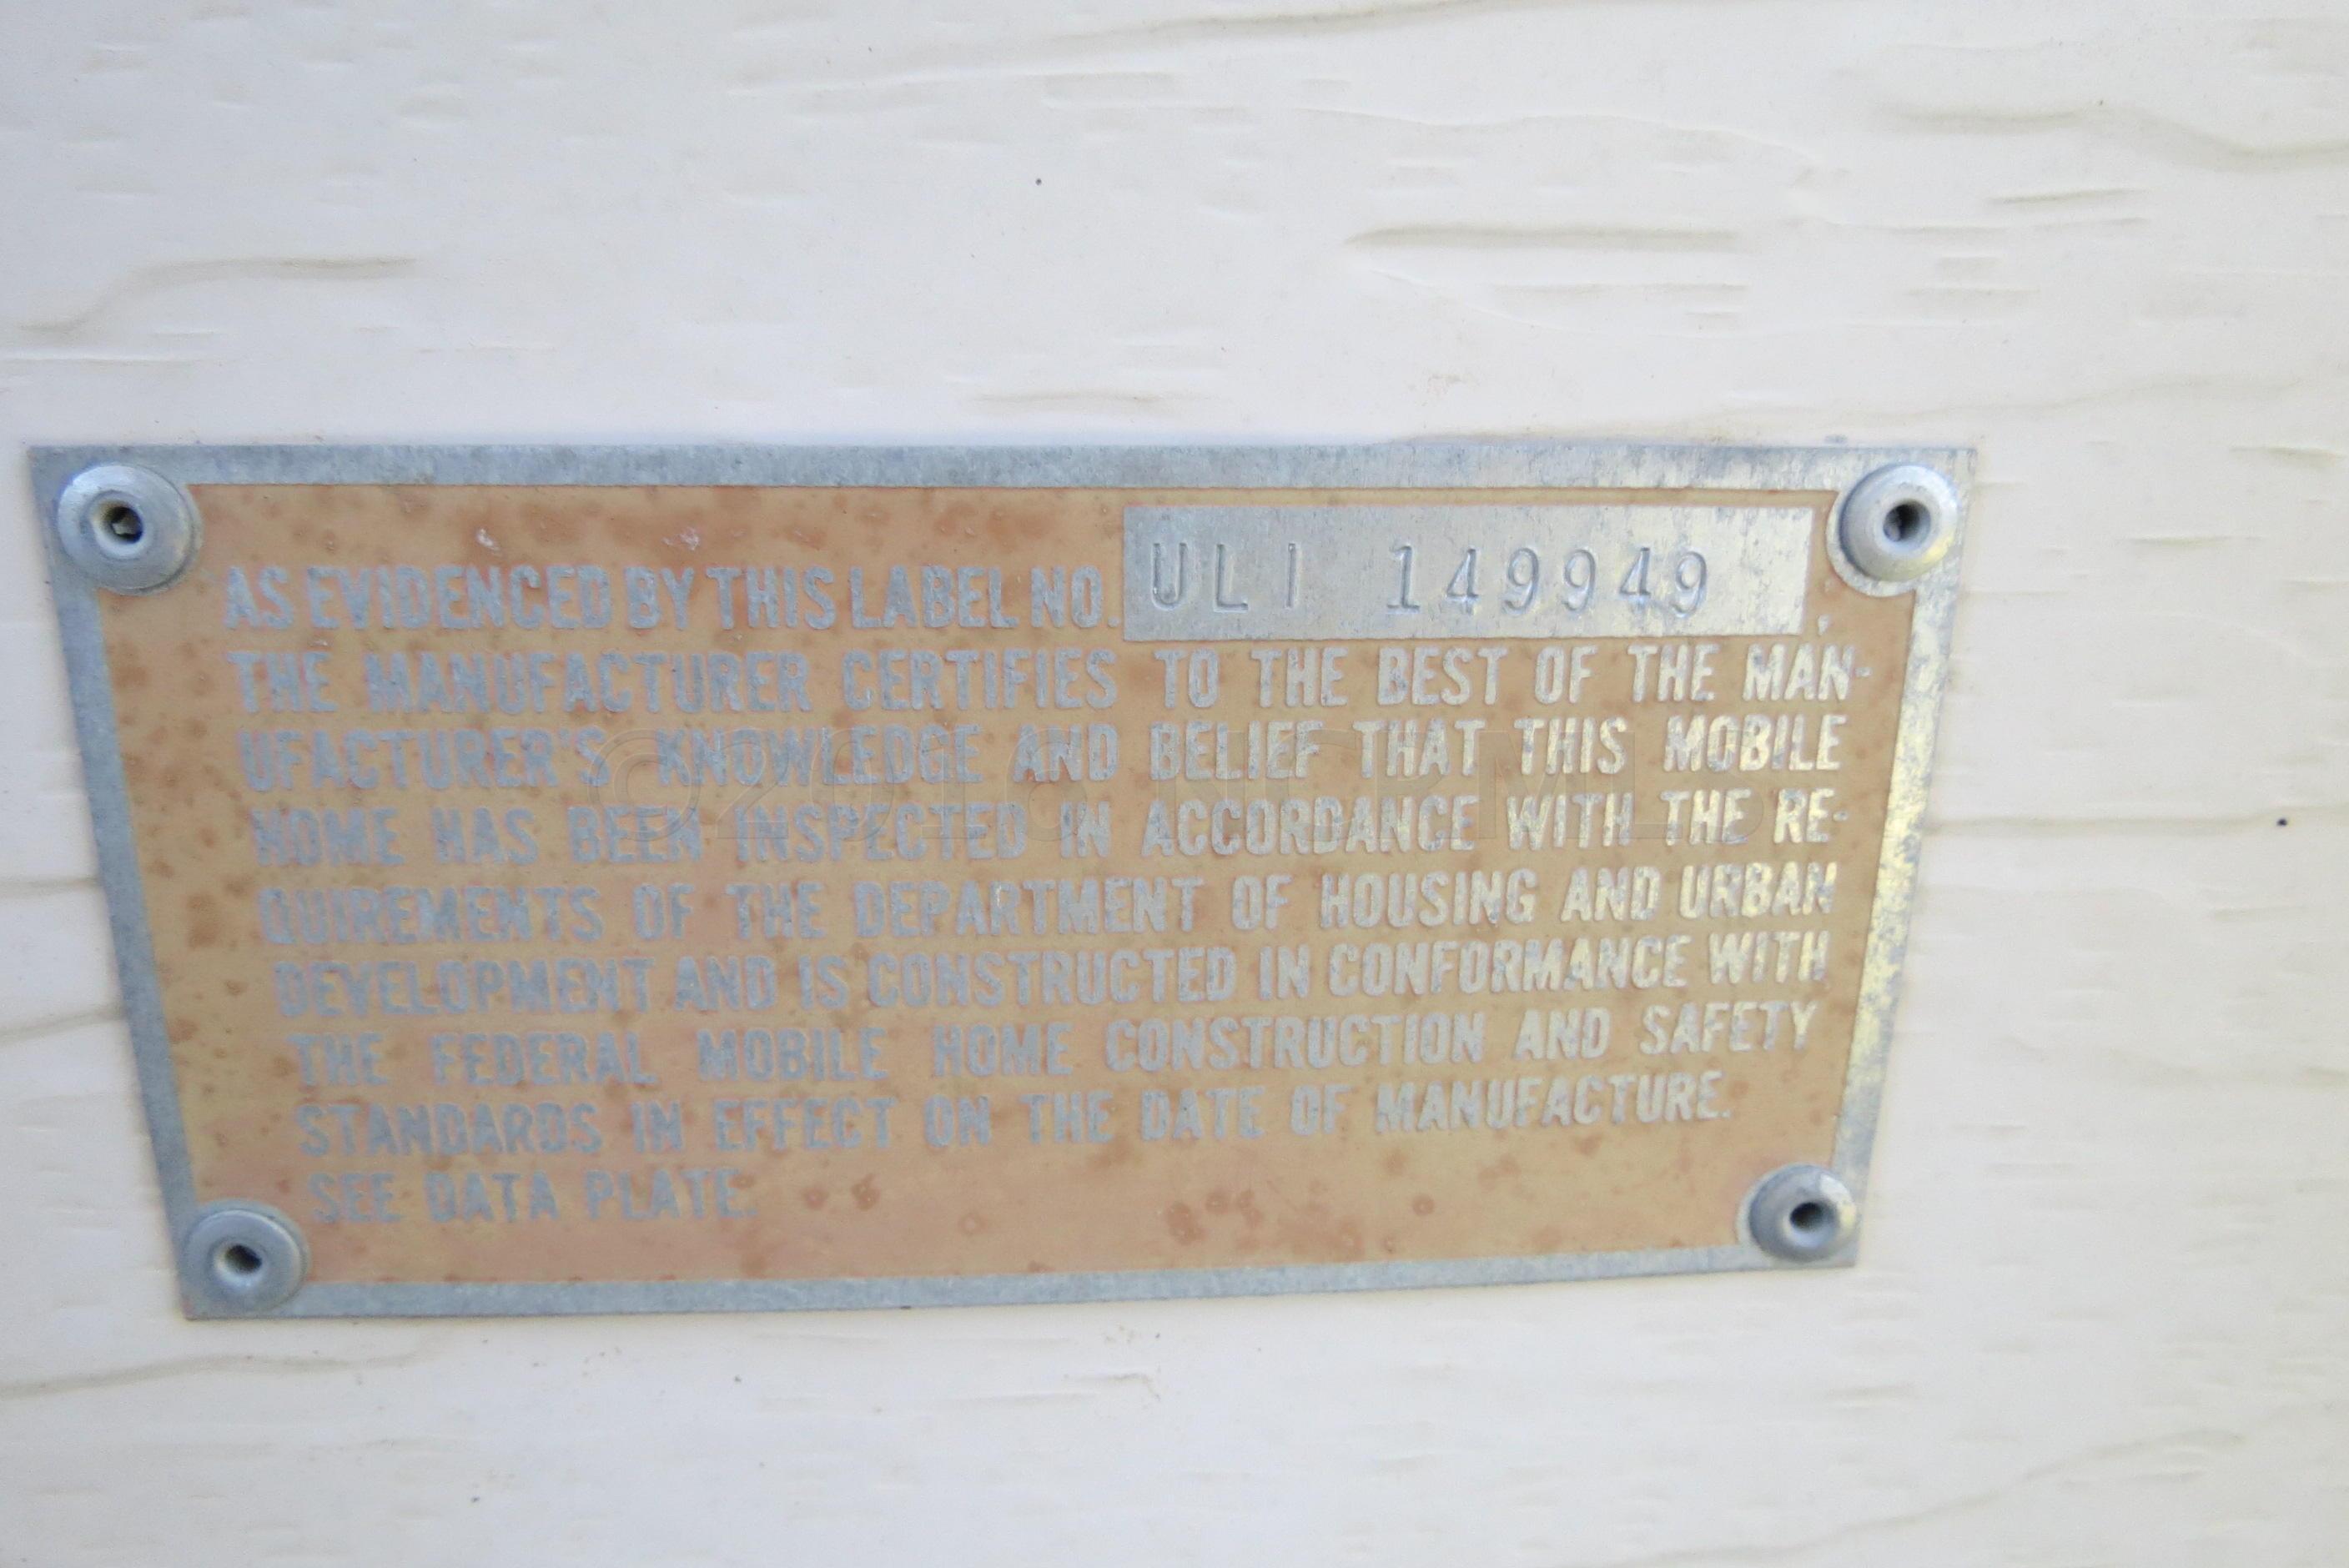 AS EVIDENCED BY THIS LABEL NO. ULI 149949,
THE MANUFACTURER CERTIFIES TO THE BEST OF THE MAN-
UFACTURER'S KNOWLEDGE AND BELIEF THAT THIS MOBILE
HOME HAS BEEN INSPECTED IN ACCORDANCE WITH THE RE-
QUIREMENTS OF THE DEPARTMENT OF HOUSING AND URBAN
DEVELOPMENT AND IS CONSTRUCTED IN CONFORMANCE WITH
THE FEDERAL MOBILE HOME CONSTRUCTION AND SAFETY
STANDARDS IN EFFECT ON THE DATE OF MANUFACTURE.
SEE DATA PLATE.